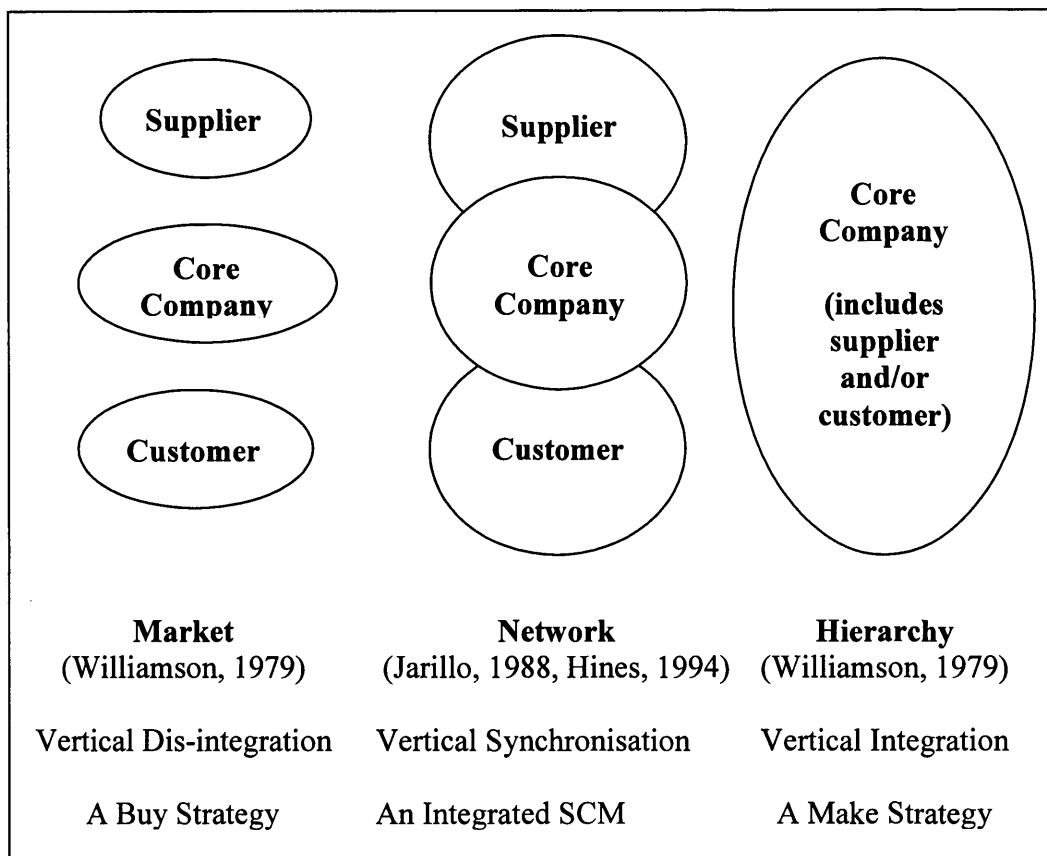 Supplier
Core
Company
Customer
Supplier
Core
Company
Customer
Core
Company
(includes
supplier
and/or
customer)
Market
(Williamson, 1979)
Vertical Dis-integration
A Buy Strategy
Network
(Jarillo, 1988, Hines, 1994)
Vertical Synchronisation
An Integrated SCM
Hierarchy
(Williamson, 1979)
Vertical Integration
A Make Strategy